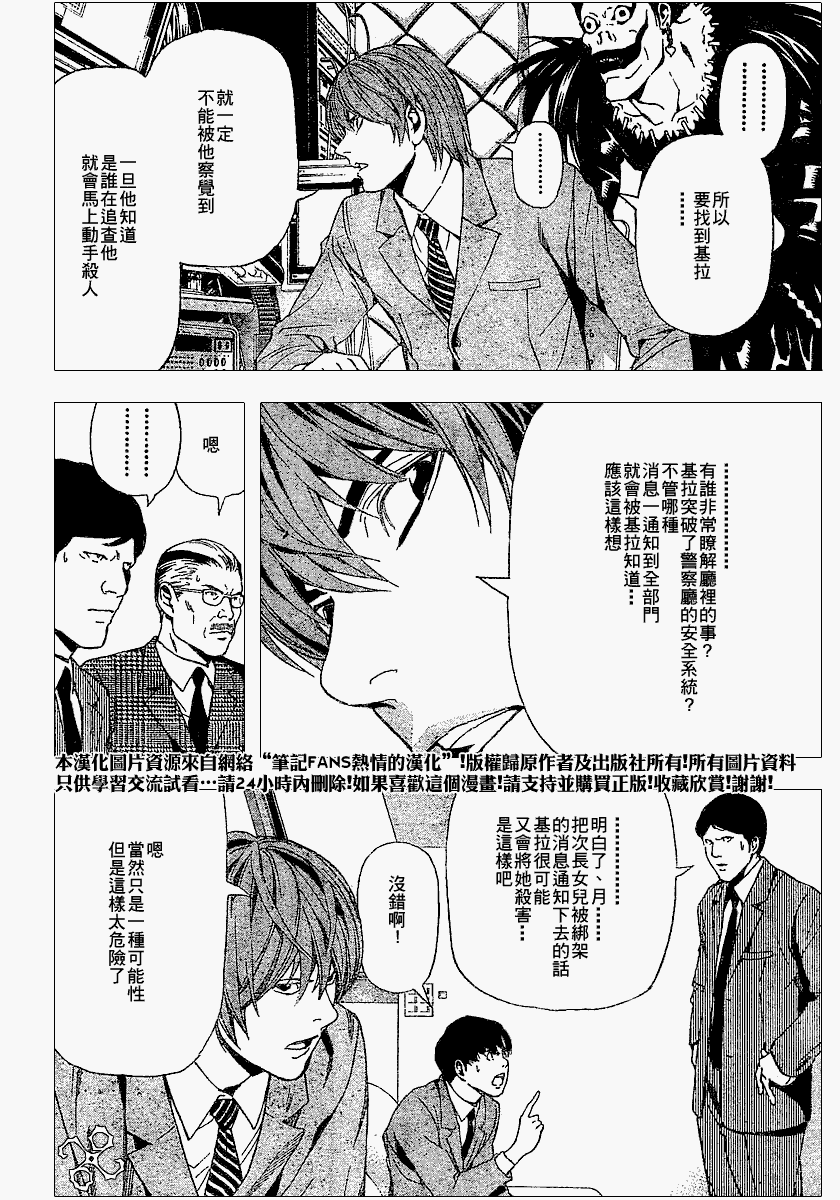 ………………
所以
要找到基拉
……
………
就一定
不能被他察覺到
一旦他知道
是誰在追查他
就會馬上動手殺人
………………
有誰非常瞭解廳裡的事？
基拉突破了警察廳的安全系統？
不管哪種
消息一通知到全部門
就會被基拉知道…
應該這樣想
嗯
………………
本漢化圖片資源來自網絡“筆記FANS熱情的漢化”!版權歸原作者及出版社所有!所有圖片資料
只供學習交流試看…請24小時內刪除!如果喜歡這個漫畫!請支持並購買正版!收藏欣賞!謝謝!
………………
明白了、月……
把次長女兒被綁架
的消息通知下去的話
基拉很可能
又會將她殺害…
是這樣吧
沒錯啊！
嗯
當然只是一種可能性
但是這樣太危險了